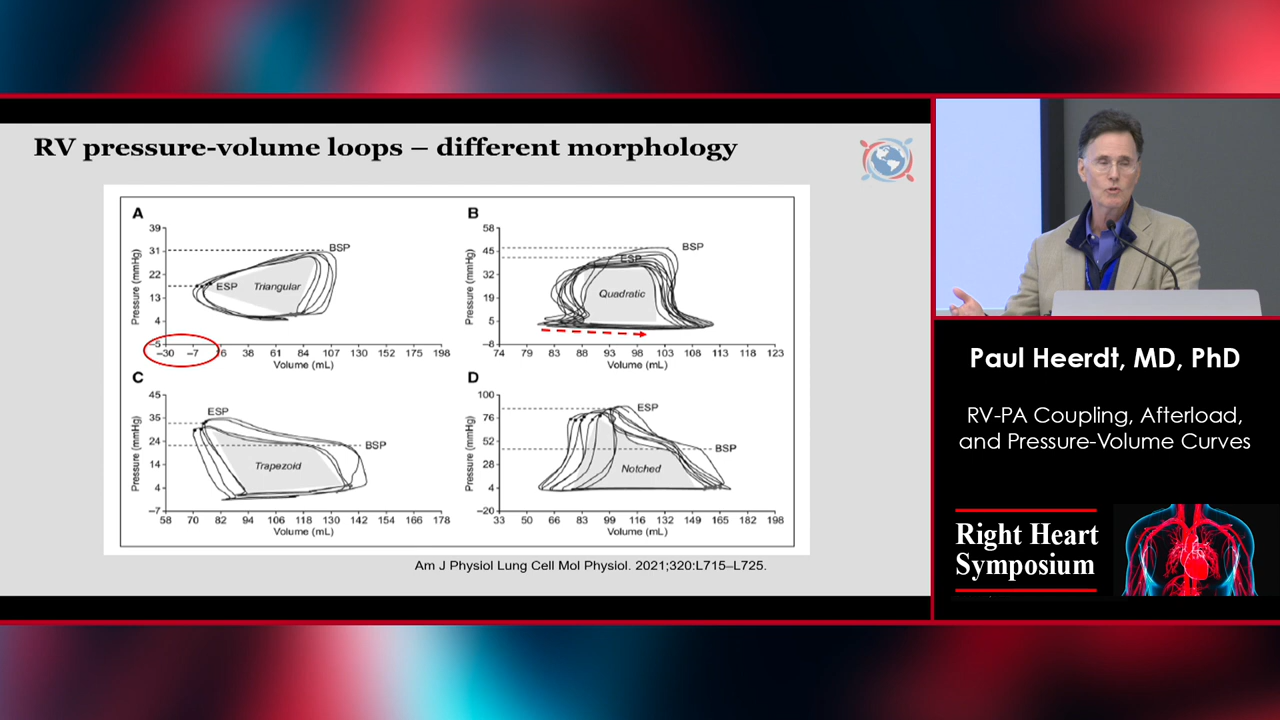 RV pressure-volume loops – different morphology
A
39
31
22
13
4
-5
Pressure (mmHg)
BSP
ESP
Triangular
-30 -7 16 38 61 84 107 130 152 175 198
Volume (mL)
B
58
45
32
19
4
-8
Pressure (mmHg)
BSP
ESP
Quadratic
74 79 83 88 93 98 103 108 113 118 123
Volume (mL)
C
45
35
24
14
4
-7
Pressure (mmHg)
ESP
BSP
Trapezoid
58 70 82 94 106 118 130 142 154 166 178
Volume (mL)
D
100
76
52
28
4
-20
Pressure (mmHg)
ESP
BSP
Notched
33 50 66 83 99 116 132 149 165 182 198
Volume (mL)
Am J Physiol Lung Cell Mol Physiol. 2021;320:L715–L725.
Paul Heerdt, MD, PhD
RV-PA Coupling, Afterload,
and Pressure-Volume Curves
Right Heart
Symposium